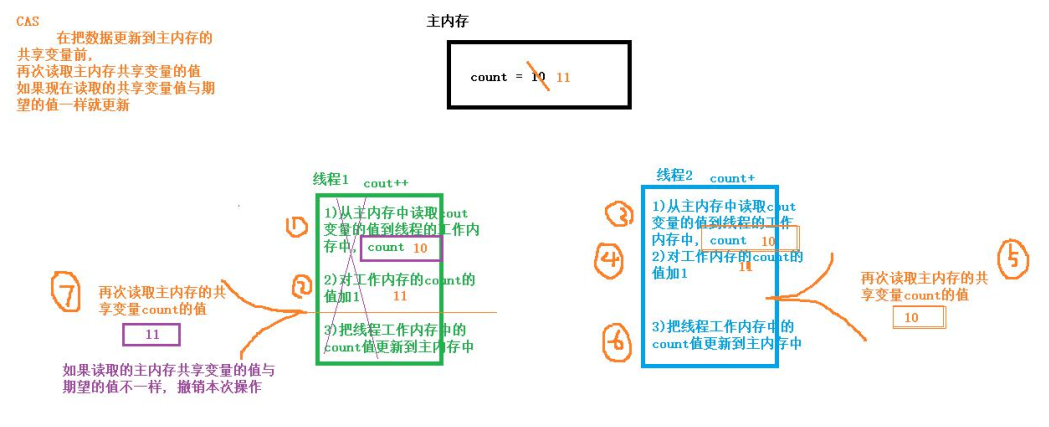 CAS
在把数据更新到主内存的
共享变量前,
再次读取主内存共享变量的值
如果现在读取的共享变量值与期
望的值一样就更新
主内存
count = 10 11
线程1 cout++
1)从主内存中读取cout
变量的值到线程的工作内
存中, count 10
2)对工作内存的count的
值加1 11
3)把线程工作内存中的
count值更新到主内存中
①
②
⑦
再次读取主内存的共
享变量count的值
11
如果读取的主内存共享变量的值与
期望的值不一样, 撤销本次操作
线程2 count+
1)从主内存中读取cout
变量的值到线程的工作
内存中, count 10
2)对工作内存的count的
值加1 11
3)把线程工作内存中的
count值更新到主内存中
③
④
⑤
⑥
再次读取主内存的共
享变量count的值
10